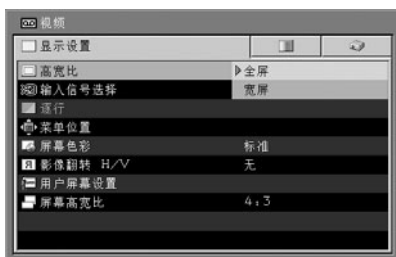 视频
显示设置
高宽比 全屏
宽屏
输入信号选择
逐行
菜单位置
屏幕色彩 标准
影像翻转 H/V 无
用户屏幕设置
屏幕高宽比 4:3